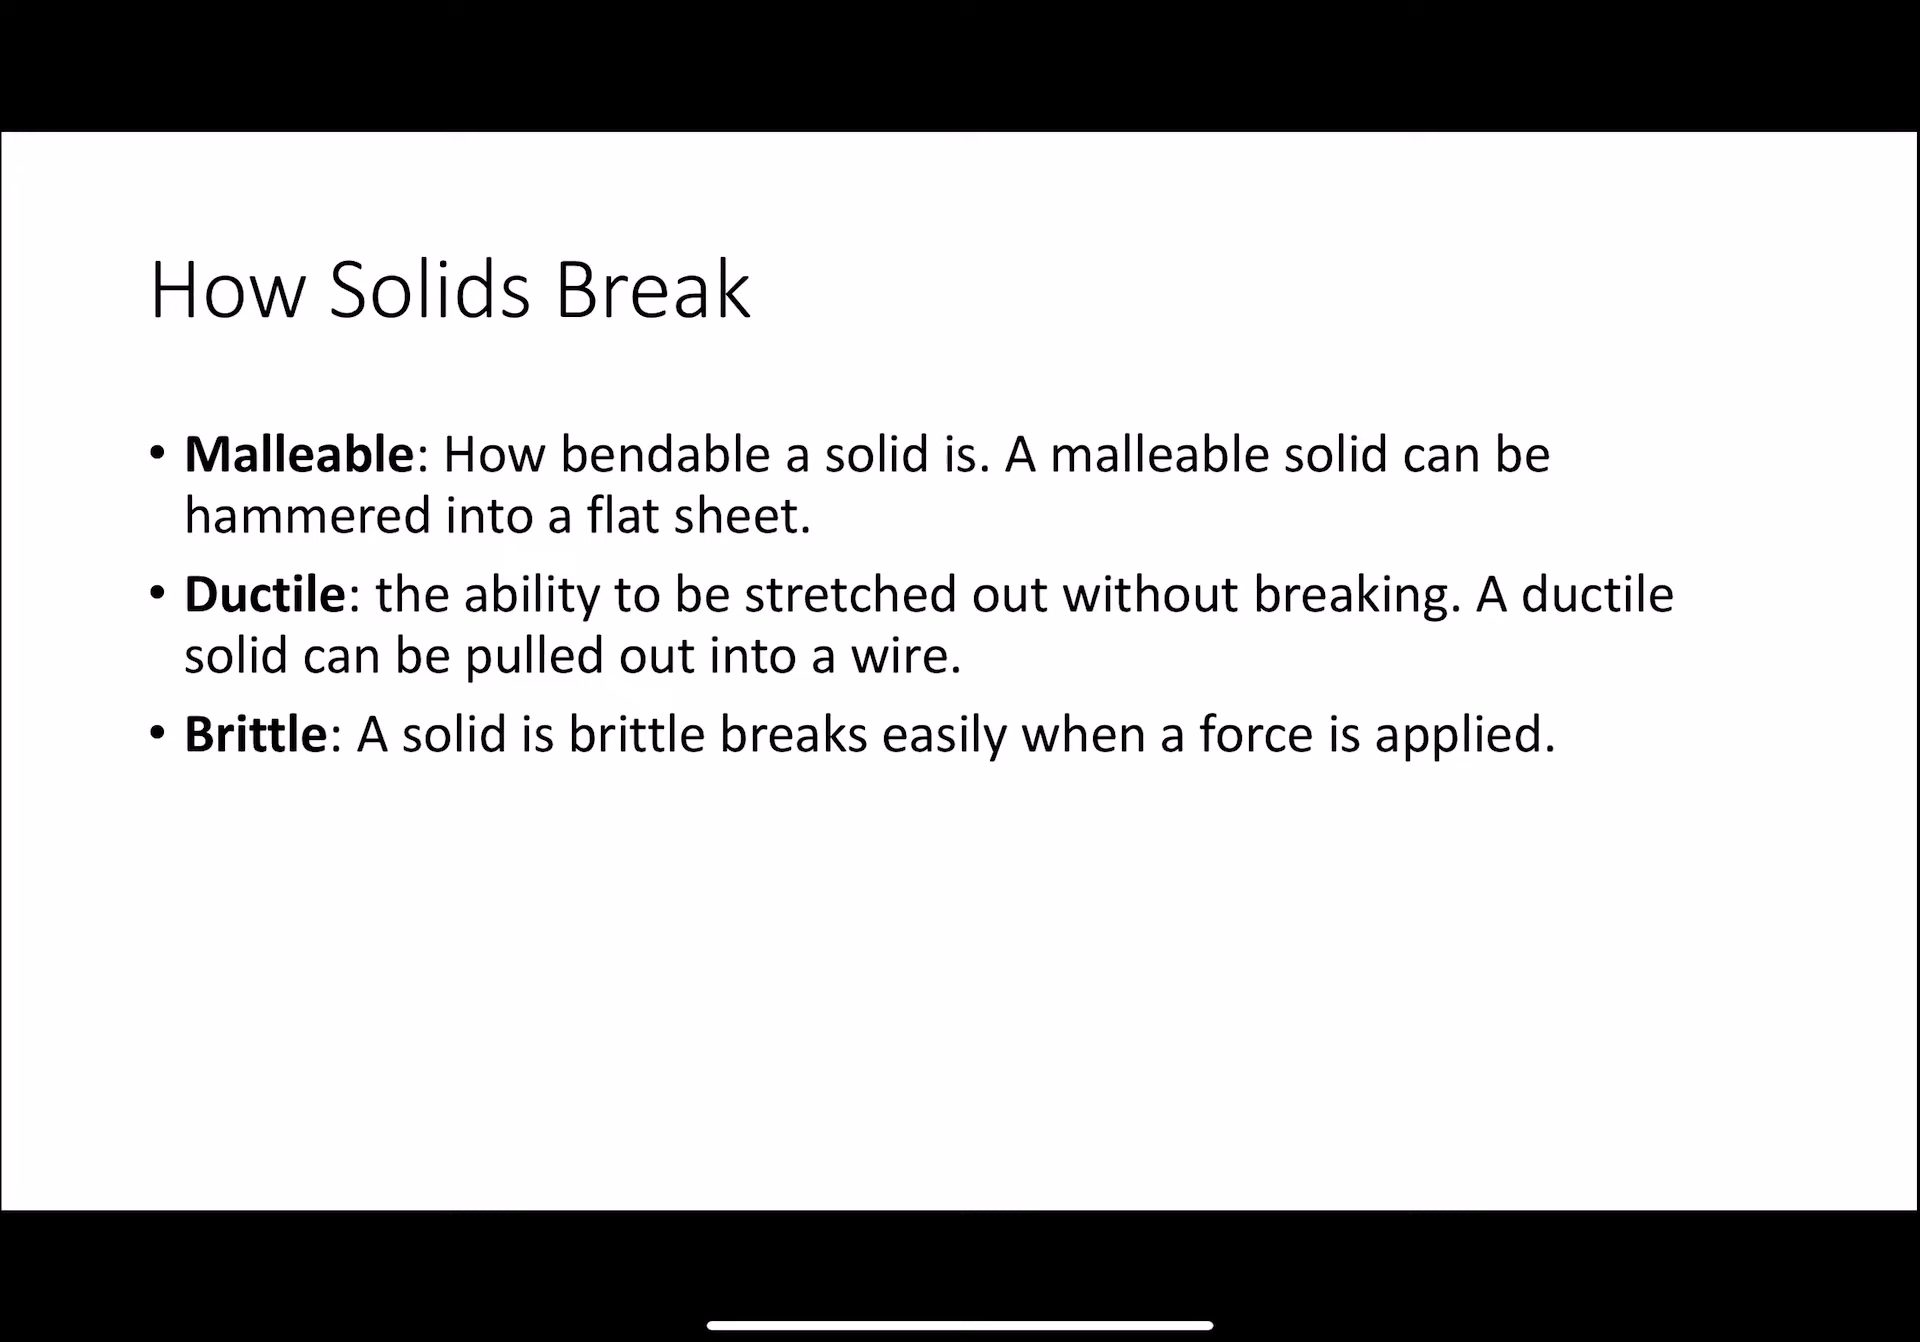 How Solids Break
• Malleable: How bendable a solid is. A malleable solid can be
hammered into a flat sheet.
• Ductile: the ability to be stretched out without breaking. A ductile
solid can be pulled out into a wire.
• Brittle: A solid is brittle breaks easily when a force is applied.